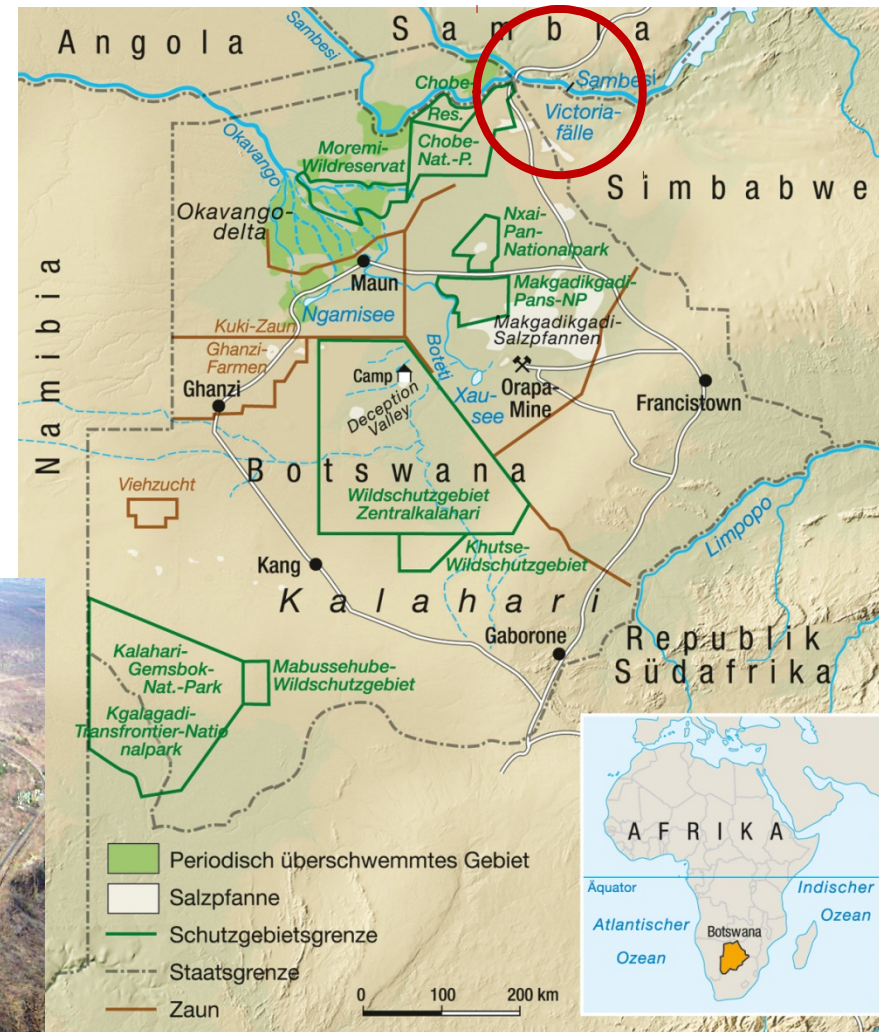 Angola
Sambia
Sambesi
Sambesi
Sambesi
Victoria-
fälle
Chobe-
Res.
Chobe-
Nat.-P.
Moremi-
Wildreservat
Okavango
Okavango-
delta
Simbabwe
Nxai-
Pan-
Nationalpark
Maun
Makgadikgadi-
Pans-NP
Ngamisee
Makgadikgadi-
Salzpfannen
Namibia
Kuki-Zaun
Ghanzi-
Farmen
Boteti
Ghanzi
Camp
Deception
Valley
Xau-
see
Orapa-
Mine
Francistown
Botswana
Viehzucht
Wildschutzgebiet
Zentralkalahari
Limpopo
Khutse-
Wildschutzgebiet
Kang
Kalahari
Gaborone
Republik
Südafrika
Kalahari-
Gemsbok-
Nat.-Park
Mabussehube-
Wildschutzgebiet
Kgalagadi-
Transfrontier-Natio
nalpark
Periodisch überschwemmtes Gebiet
Salzpfanne
Schutzgebietsgrenze
Staatsgrenze
Zaun
0 100 200 km
AFRIKA
Äquator
Indischer
Ozean
Atlantischer
Ozean
Botswana